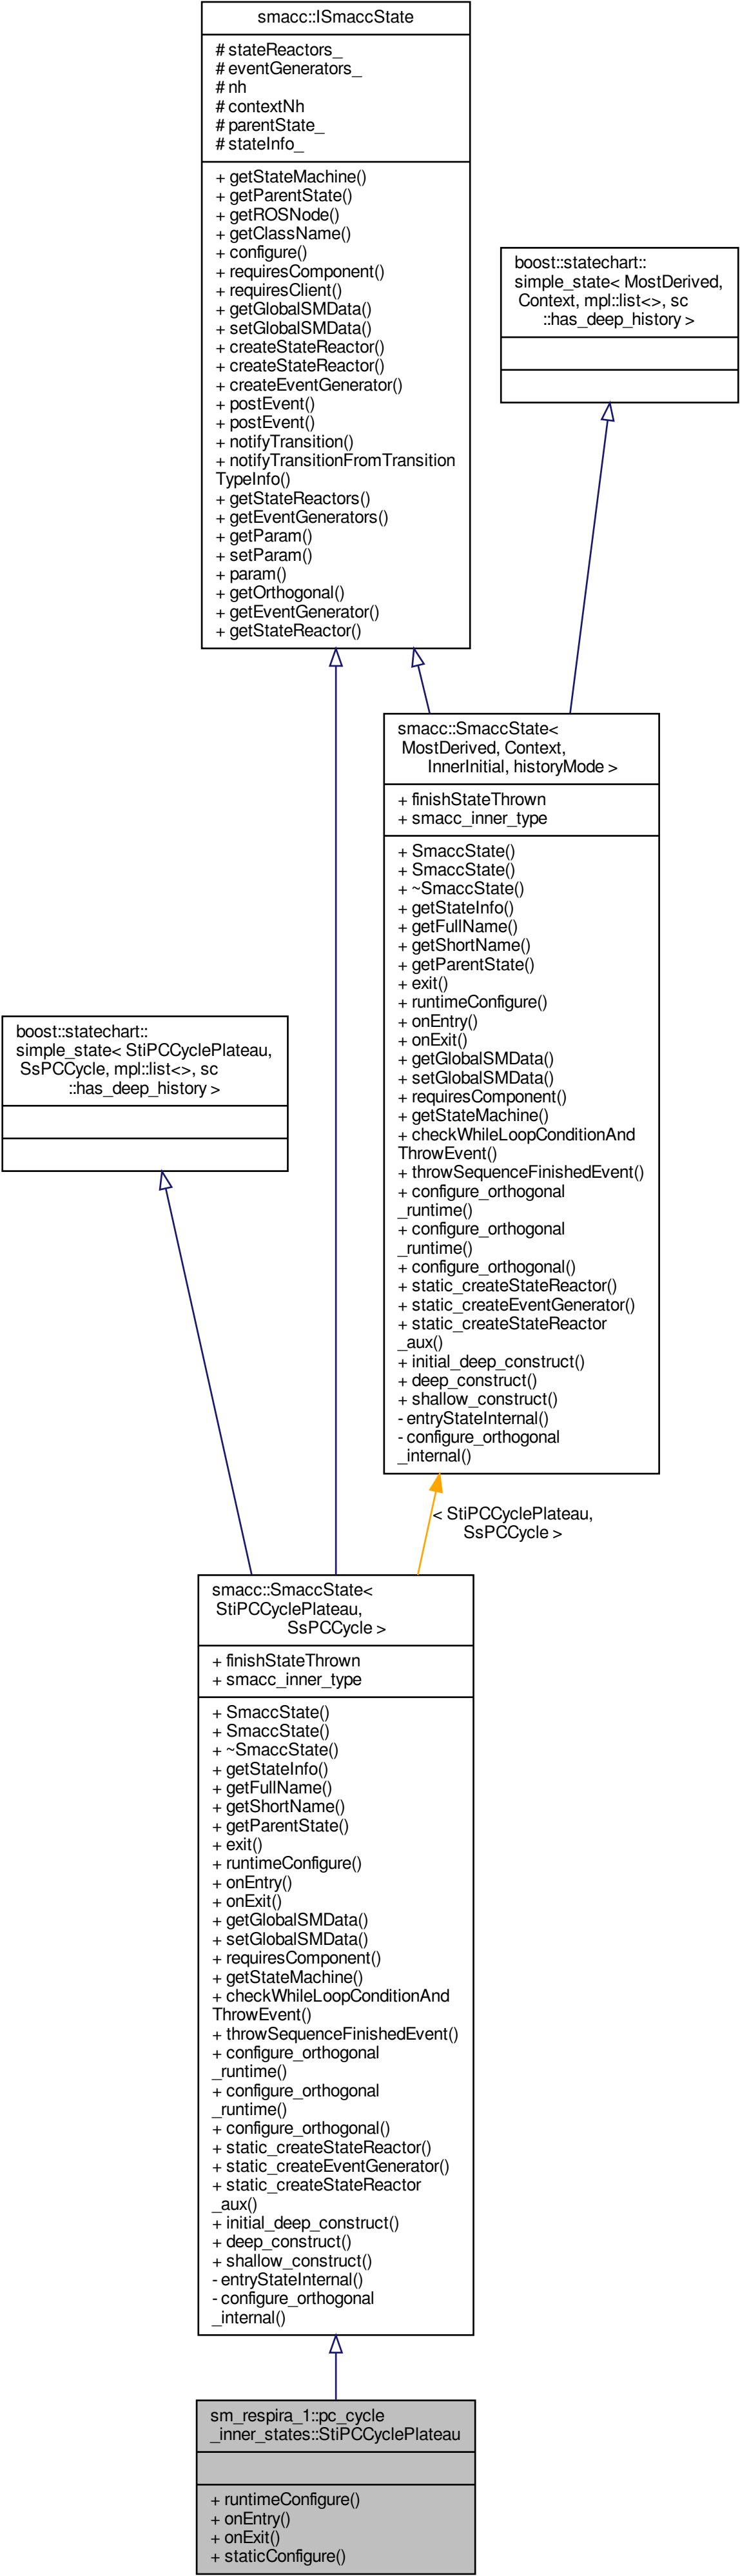 smacc::ISmaccState
# stateReactors_
# eventGenerators_
# nh
# contextNh
# parentState_
# stateInfo_
+ getStateMachine()
+ getParentState()
+ getROSNode()
+ getClassName()
+ configure()
+ requiresComponent()
+ requiresClient()
+ getGlobalSMData()
+ setGlobalSMData()
+ createStateReactor()
+ createStateReactor()
+ createEventGenerator()
+ postEvent()
+ postEvent()
+ notifyTransition()
+ notifyTransitionFromTransition
TypeInfo()
+ getStateReactors()
+ getEventGenerators()
+ getParam()
+ setParam()
+ param()
+ getOrthogonal()
+ getEventGenerator()
+ getStateReactor()
boost::statechart::
simple_state< MostDerived,
Context, mpl::list<>, sc
::has_deep_history >
smacc::SmaccState<
MostDerived, Context,
InnerInitial, historyMode >
+ finishStateThrown
+ smacc_inner_type
+ SmaccState()
+ SmaccState()
+ ~SmaccState()
+ getStateInfo()
+ getFullName()
+ getShortName()
+ getParentState()
+ exit()
+ runtimeConfigure()
+ onEntry()
+ onExit()
+ getGlobalSMData()
+ setGlobalSMData()
+ requiresComponent()
+ getStateMachine()
+ checkWhileLoopConditionAnd
ThrowEvent()
+ throwSequenceFinishedEvent()
+ configure_orthogonal
_runtime()
+ configure_orthogonal
_runtime()
+ configure_orthogonal()
+ static_createStateReactor()
+ static_createEventGenerator()
+ static_createStateReactor
_aux()
+ initial_deep_construct()
+ deep_construct()
+ shallow_construct()
- entryStateInternal()
- configure_orthogonal
_internal()
boost::statechart::
simple_state< StiPCCyclePlateau,
SsPCCycle, mpl::list<>, sc
::has_deep_history >
< StiPCCyclePlateau,
SsPCCycle >
smacc::SmaccState<
StiPCCyclePlateau,
SsPCCycle >
+ finishStateThrown
+ smacc_inner_type
+ SmaccState()
+ SmaccState()
+ ~SmaccState()
+ getStateInfo()
+ getFullName()
+ getShortName()
+ getParentState()
+ exit()
+ runtimeConfigure()
+ onEntry()
+ onExit()
+ getGlobalSMData()
+ setGlobalSMData()
+ requiresComponent()
+ getStateMachine()
+ checkWhileLoopConditionAnd
ThrowEvent()
+ throwSequenceFinishedEvent()
+ configure_orthogonal
_runtime()
+ configure_orthogonal
_runtime()
+ configure_orthogonal()
+ static_createStateReactor()
+ static_createEventGenerator()
+ static_createStateReactor
_aux()
+ initial_deep_construct()
+ deep_construct()
+ shallow_construct()
- entryStateInternal()
- configure_orthogonal
_internal()
sm_respira_1::pc_cycle
_inner_states::StiPCCyclePlateau
+ runtimeConfigure()
+ onEntry()
+ onExit()
+ staticConfigure()